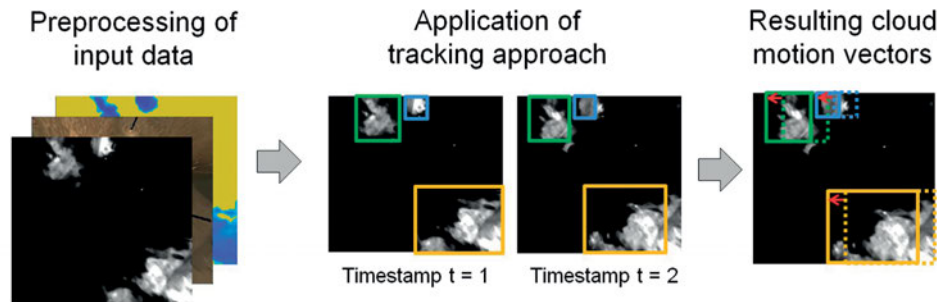 Preprocessing of
input data
Application of
tracking approach
Resulting cloud
motion vectors
Timestamp t = 1
Timestamp t = 2